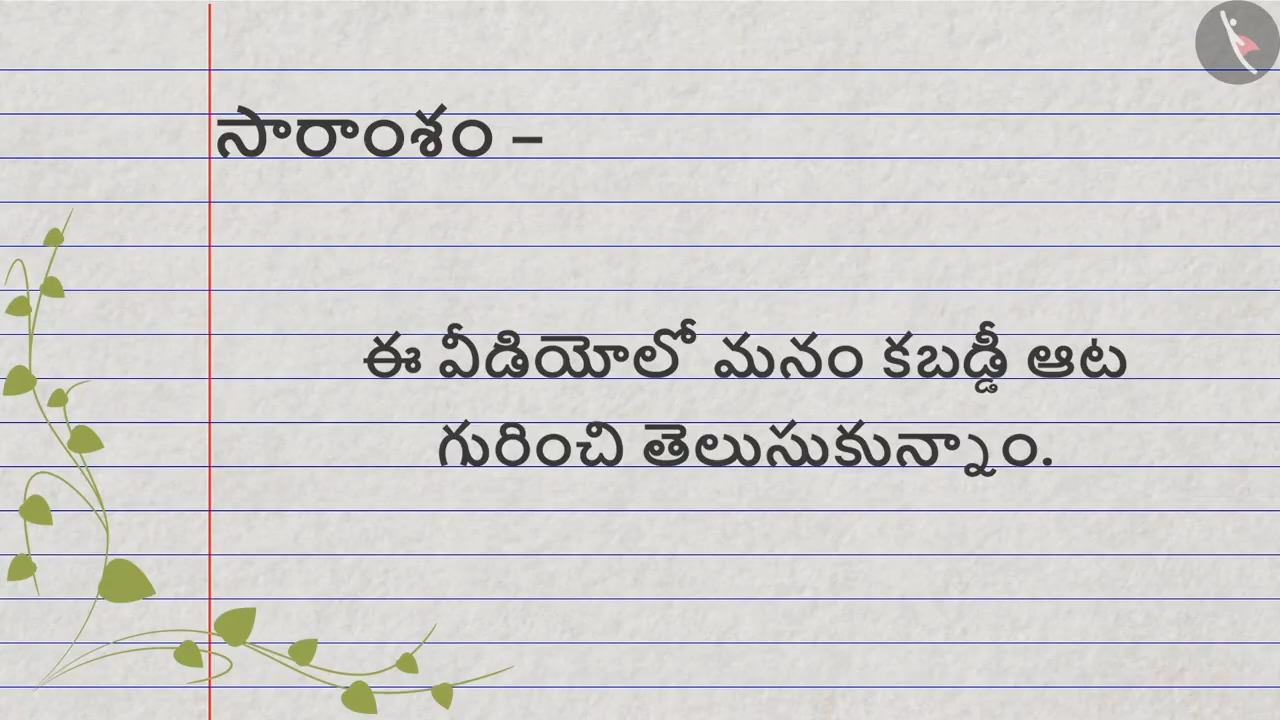 సారాంశం –
ఈ వీడియోలో మనం కబడ్డీ ఆట
గురించి తెలుసుకున్నాం.